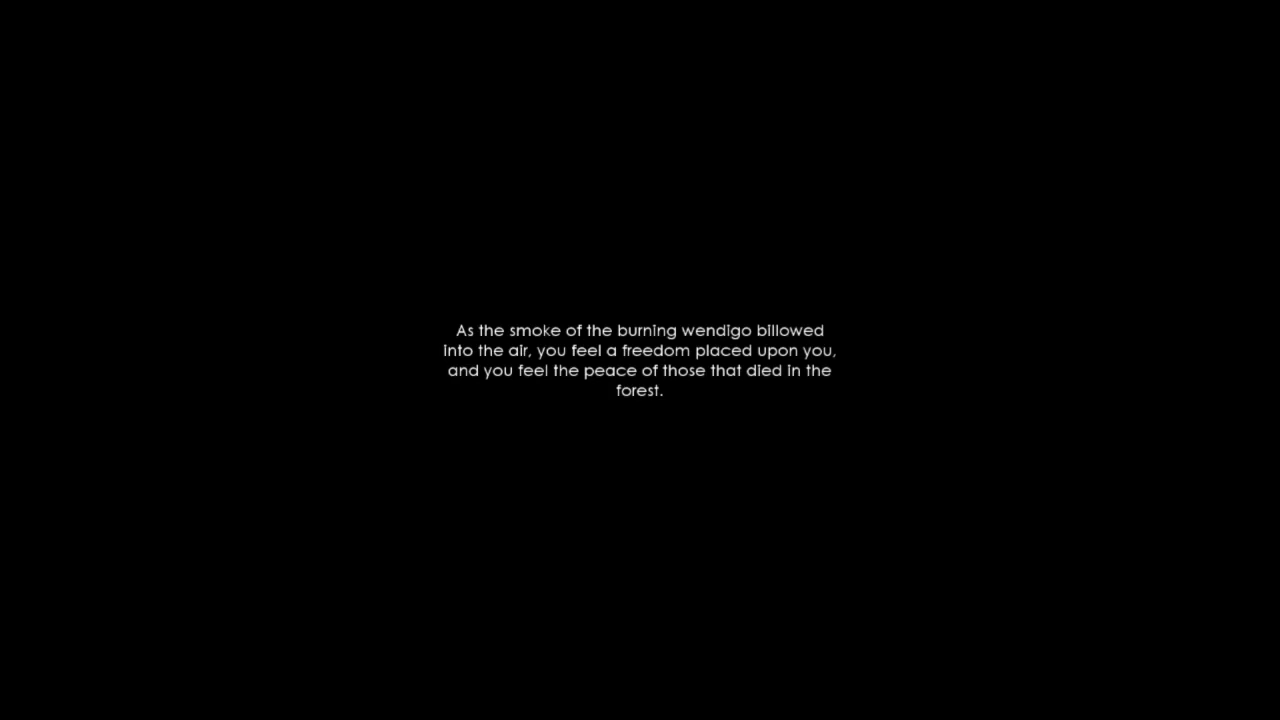 As the smoke of the burning wendigo billowed
into the air, you feel a freedom placed upon you,
and you feel the peace of those that died in the
forest.